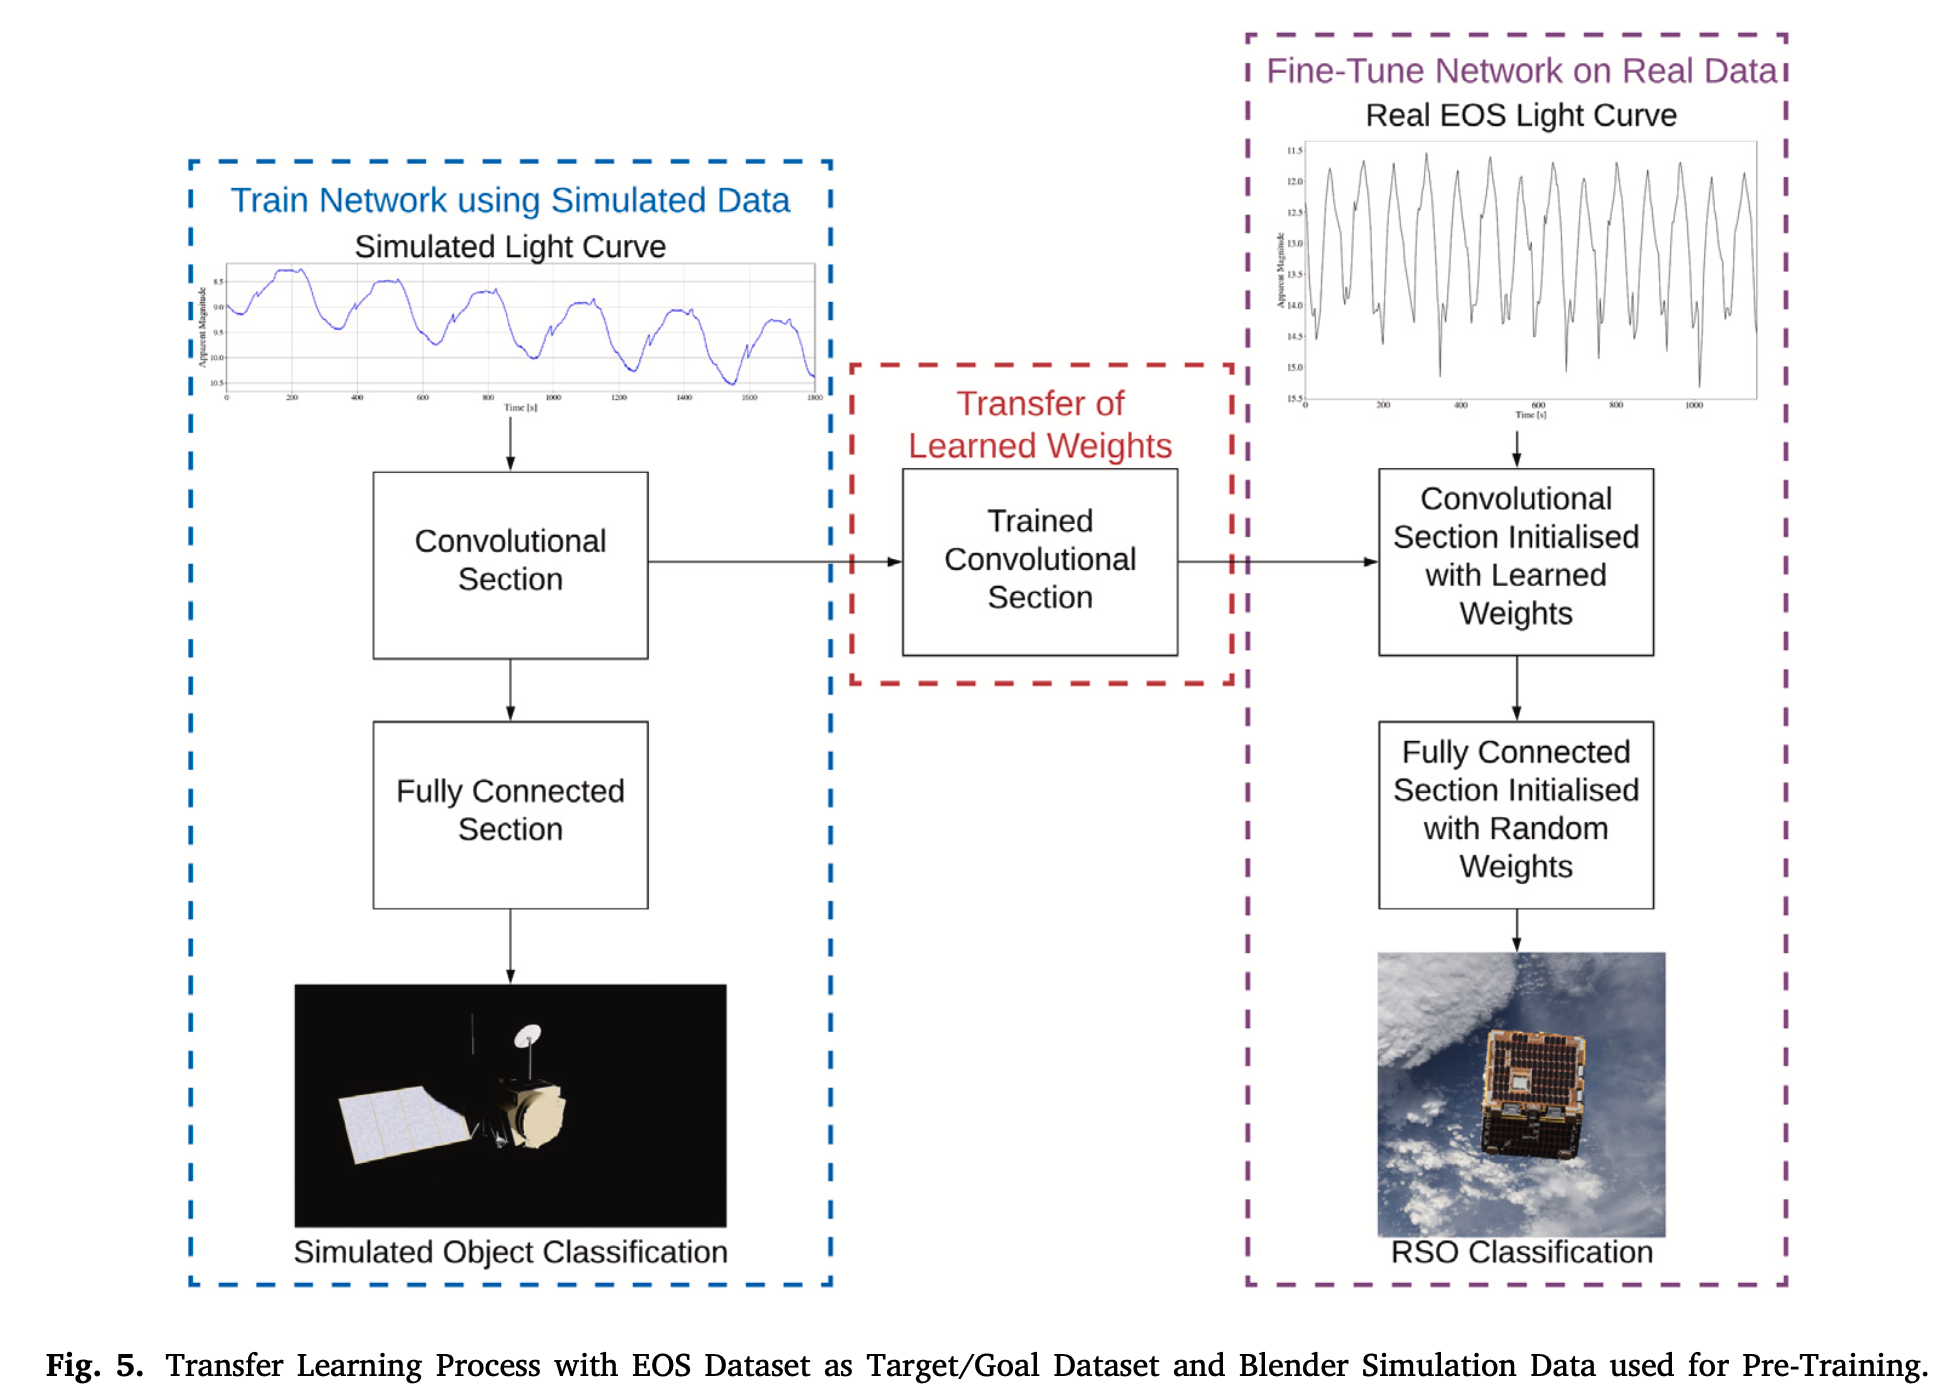 Train Network using Simulated Data
Simulated Light Curve
Apparent Magnitude
8.5
9.0
9.5
10.0
10.5
0 200 400 600 800 1000 1200 1400 1600 1800
Time [s]
Convolutional
Section
Fully Connected
Section
Simulated Object Classification
Transfer of
Learned Weights
Trained
Convolutional
Section
Fine-Tune Network on Real Data
Real EOS Light Curve
Apparent Magnitude
11.5
12.0
12.5
13.0
13.5
14.0
14.5
15.0
15.5
0 200 400 600 800 1000
Time [s]
Convolutional
Section Initialised
with Learned
Weights
Fully Connected
Section Initialised
with Random
Weights
RSO Classification
Fig. 5. Transfer Learning Process with EOS Dataset as Target/Goal Dataset and Blender Simulation Data used for Pre-Training.